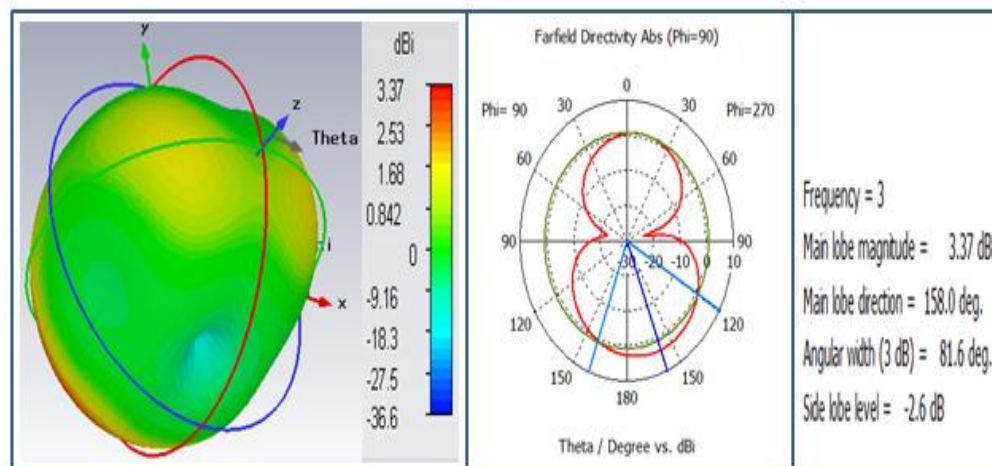 y
z
Theta
i
x
dBi
3.37
2.53
1.68
0.842
0
-9.16
-18.3
-27.5
-36.6
Farfield Directivity Abs (Phi=90)
Phi= 90
Phi=270
0
30
30
60
60
90
90
-30
-20
-10
0
10
120
120
150
150
180
Theta / Degree vs. dBi
Frequency = 3
Main lobe magnitude = 3.37 dB
Main lobe direction = 158.0 deg.
Angular width (3 dB) = 81.6 deg.
Side lobe level = -2.6 dB